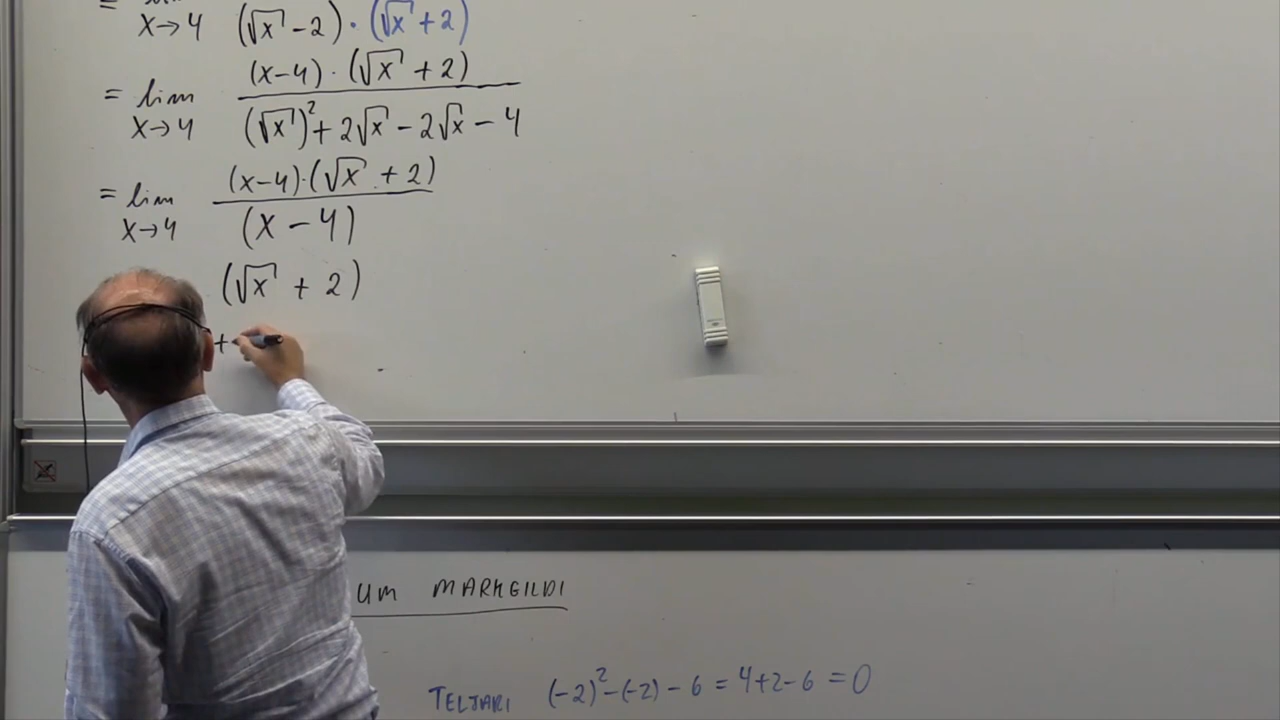 =
x→4 (√x - 2) · (√x + 2)
(x-4) · (√x + 2)
= lim
x→4 (√x)² + 2√x - 2√x - 4
(x-4)·(√x + 2)
= lim
x→4 (x - 4)
(√x + 2)
+
UM MARKGILDI
TELJARI (-2)² - (-2) - 6 = 4+2-6 = 0